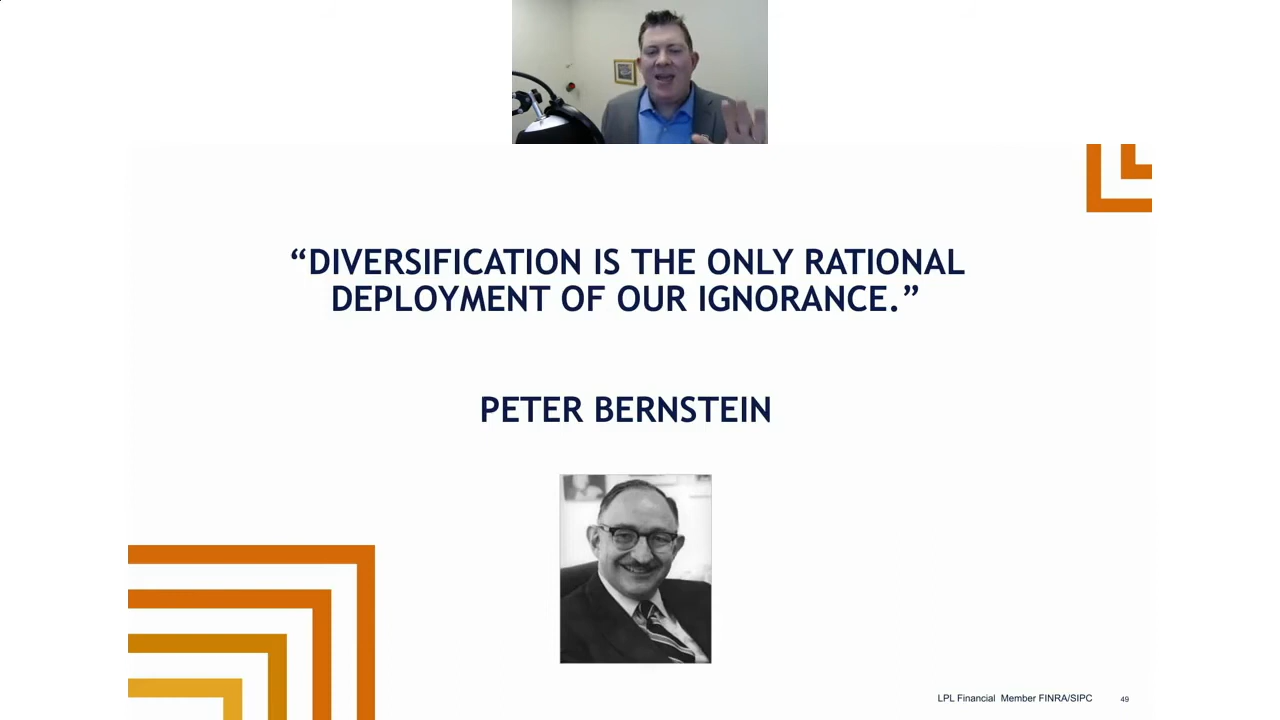 “DIVERSIFICATION IS THE ONLY RATIONAL
DEPLOYMENT OF OUR IGNORANCE.”
PETER BERNSTEIN
LPL Financial Member FINRA/SIPC 49